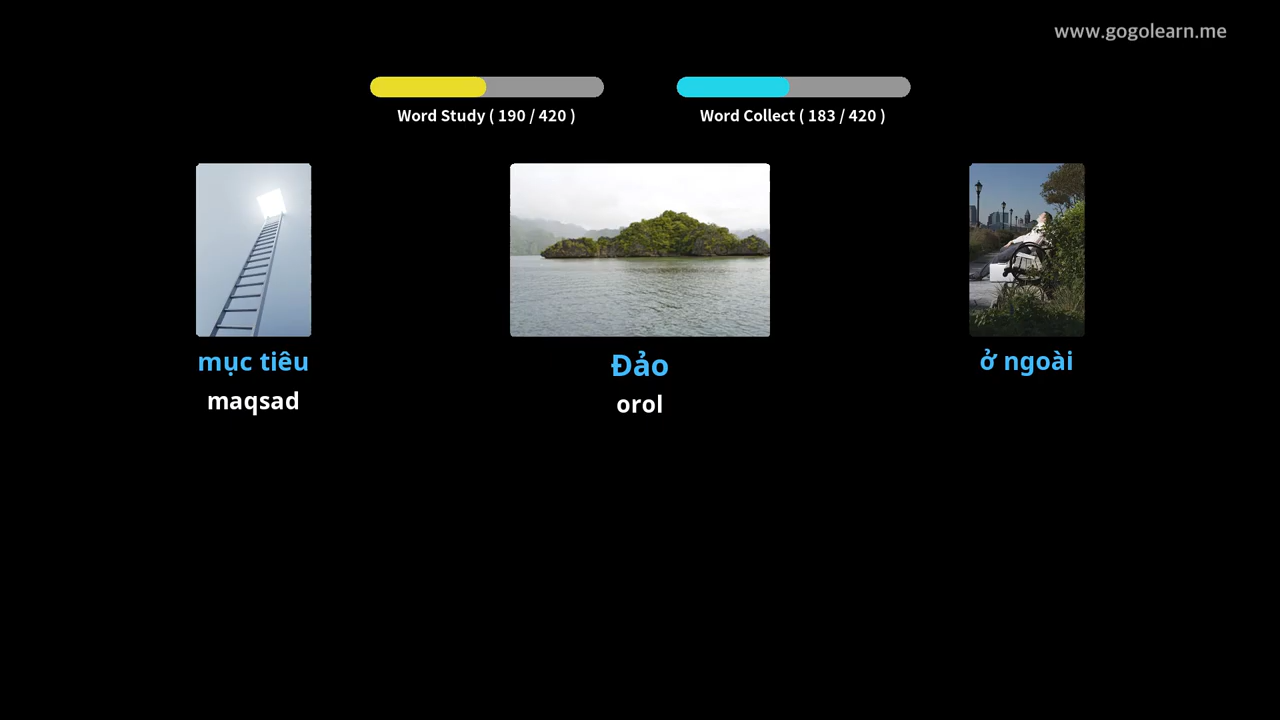 www.gogolearn.me
Word Study ( 190 / 420 )
Word Collect ( 183 / 420 )
mục tiêu
maqsad
Đảo
orol
ở ngoài